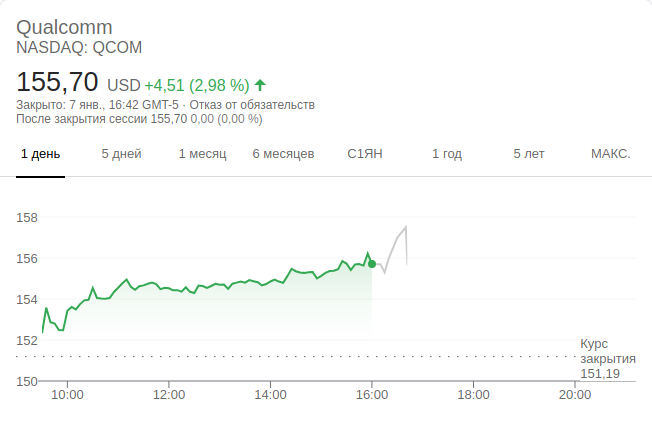 Qualcomm
NASDAQ: QCOM
155,70 USD +4,51 (2,98 %)
Закрыто: 7 янв., 16:42 GMT-5 · Отказ от обязательств
После закрытия сессии 155,70 0,00 (0,00 %)
1 день 5 дней 1 месяц 6 месяцев С1ЯН 1 год 5 лет МАКС.
158
156
154
152
Курс
закрытия
151,19
150
10:00 12:00 14:00 16:00 18:00 20:00